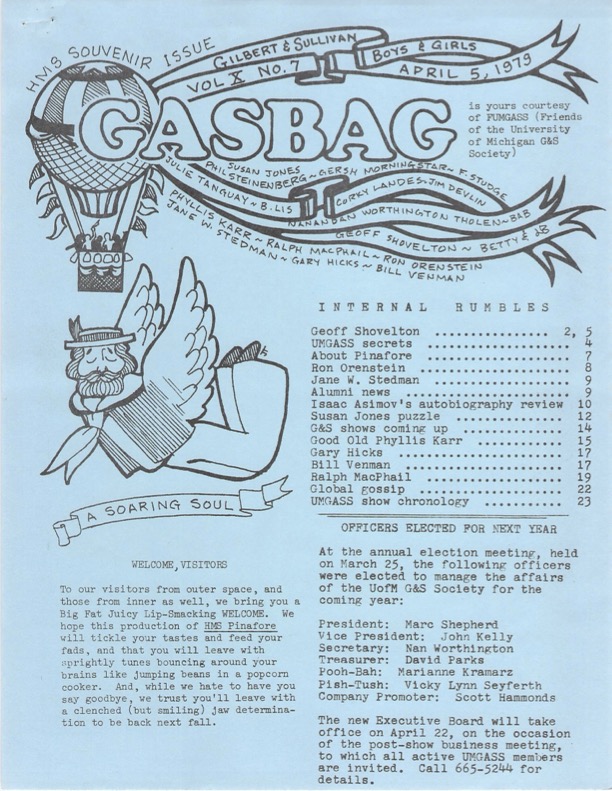 HMS SOUVENIR ISSUE
GILBERT & SULLIVAN BOYS & GIRLS
VOL X NO. 7 APRIL 5, 1979
GASBAG
is yours courtesy
of FUMGASS (Friends
of the University
of Michigan G&S
Society)
SUSAN JONES
PHIL STEINENBERG ~ GERSH MORNINGSTAR ~ F. STUDGE
JULIE TANGUAY ~ B. LIS CORKY LANDES, JIM DEVLIN
NANANDEN WORTHINGTON THOLEN ~ BAB
GEOFF SHOVELTON ~ BETTY & JB
PHYLLIS KARR ~ RALPH MACPHAIL ~ RON ORENSTEIN
JANE W. STEDMAN ~ GARY HICKS ~ BILL VENMAN
A SOARING SOUL
INTERNAL RUMBLES
Geoff Shovelton .................. 2, 5
UMGASS secrets ................... 4
About Pinafore ................... 7
Ron Orenstein .................... 8
Jane W. Stedman .................. 9
Alumni news ...................... 9
Isaac Asimov's autobiography review 10
Susan Jones puzzle ............... 12
G&S shows coming up .............. 14
Good Old Phyllis Karr ............ 15
Gary Hicks ....................... 17
Bill Venman ...................... 17
Ralph MacPhail ................... 19
Global gossip .................... 22
UMGASS show chronology ........... 23
WELCOME, VISITORS
To our visitors from outer space, and
those from inner as well, we bring you a
Big Fat Juicy Lip-Smacking WELCOME. We
hope this production of HMS Pinafore
will tickle your tastes and feed your
fads, and that you will leave with
sprightly tunes bouncing around your
brains like jumping beans in a popcorn
cooker. And, while we hate to have you
say goodbye, we trust you'll leave with
a clenched (but smiling) jaw determina-
tion to be back next fall.
OFFICERS ELECTED FOR NEXT YEAR
At the annual election meeting, held
on March 25, the following officers
were elected to manage the affairs
of the UofM G&S Society for the
coming year:
President: Marc Shepherd
Vice President: John Kelly
Secretary: Nan Worthington
Treasurer: David Parks
Pooh-Bah: Marianne Kramarz
Pish-Tush: Vicky Lynn Seyferth
Company Promoter: Scott Hammonds
The new Executive Board will take
office on April 22, on the occasion
of the post-show business meeting,
to which all active UMGASS members
are invited. Call 665-5244 for
details.